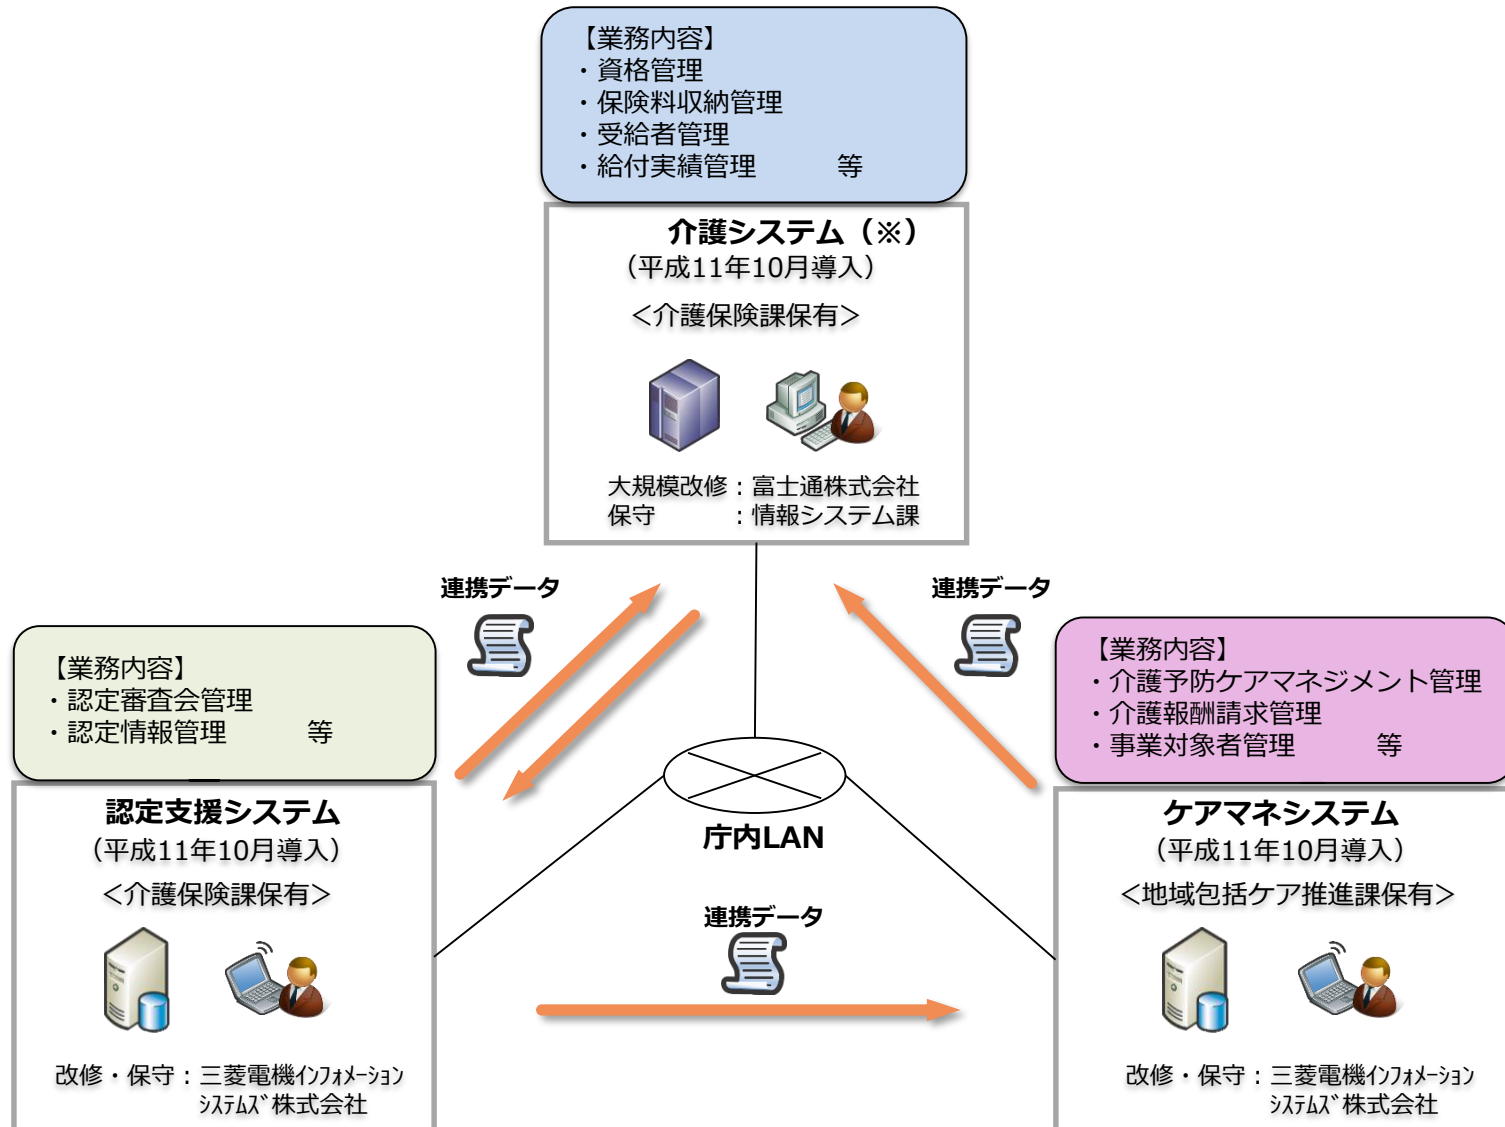 【業務内容】
・資格管理
・保険料収納管理
・受給者管理
・給付実績管理　　　等
介護システム（※）
（平成11年10月導入）
＜介護保険課保有＞
大規模改修：富士通株式会社
保守　　　：情報システム課
連携データ
連携データ
【業務内容】
・認定審査会管理
・認定情報管理　　　等
認定支援システム
（平成11年10月導入）
＜介護保険課保有＞
改修・保守：三菱電機ｲﾝﾌｫﾒｰｼｮﾝ
ｼｽﾃﾑｽﾞ株式会社
庁内LAN
連携データ
【業務内容】
・介護予防ケアマネジメント管理
・介護報酬請求管理
・事業対象者管理　　　等
ケアマネシステム
（平成11年10月導入）
＜地域包括ケア推進課保有＞
改修・保守：三菱電機ｲﾝﾌｫﾒｰｼｮﾝ
ｼｽﾃﾑｽﾞ株式会社